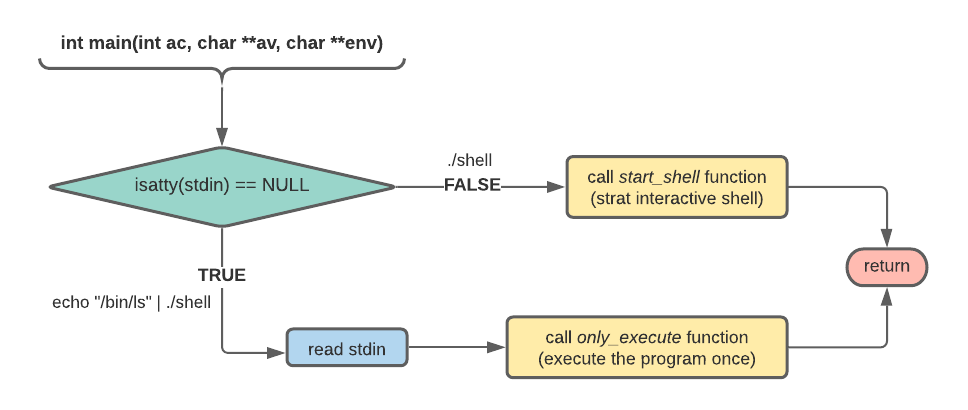 int main(int ac, char **av, char **env)
isatty(stdin) == NULL
./shell
FALSE
call start_shell function
(strat interactive shell)
return
TRUE
echo "/bin/ls" | ./shell
read stdin
call only_execute function
(execute the program once)